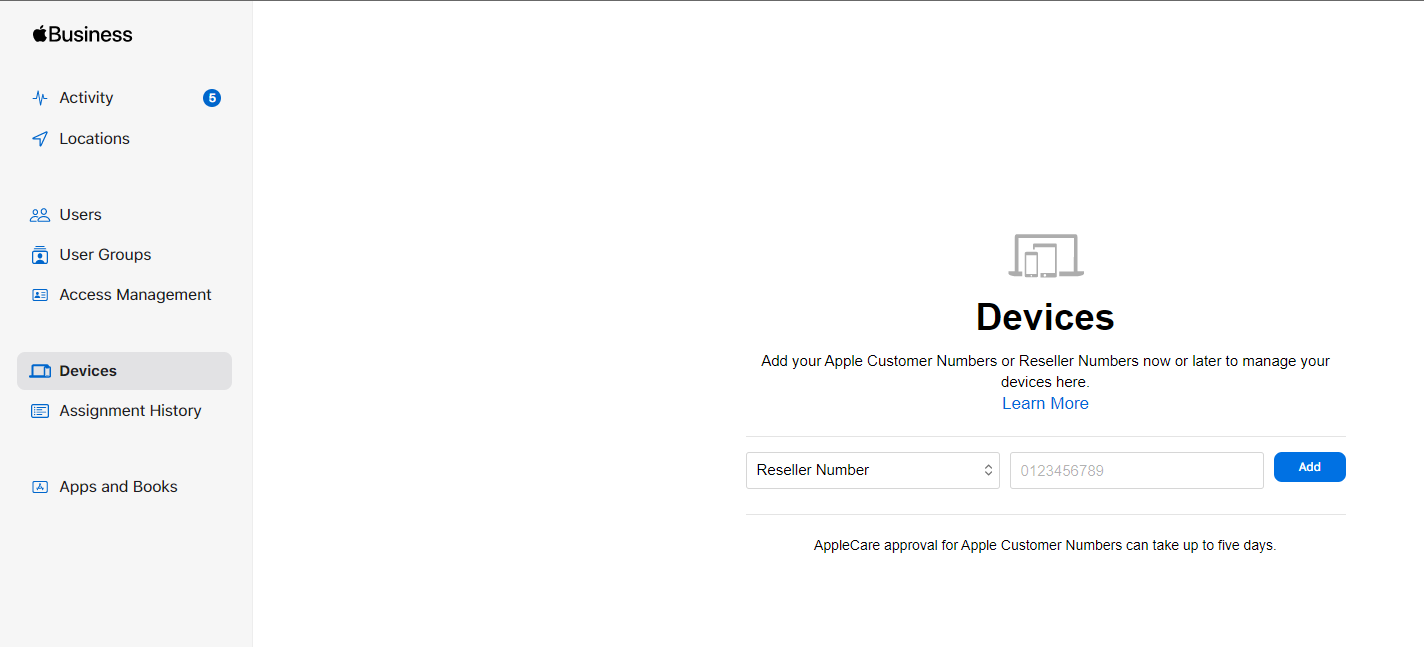 Business
Activity
5
Locations
Users
User Groups
Access Management
Devices
Assignment History
Apps and Books
Devices
Add your Apple Customer Numbers or Reseller Numbers now or later to manage your
devices here.
Learn More
Reseller Number
0123456789
Add
AppleCare approval for Apple Customer Numbers can take up to five days.